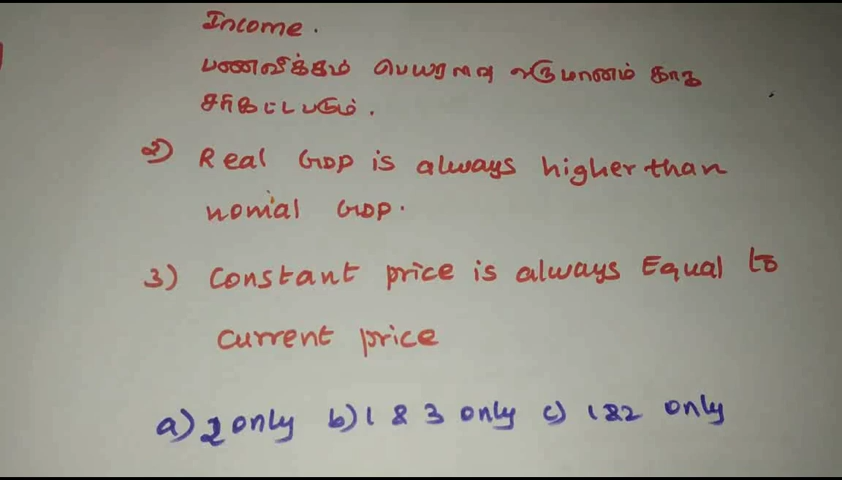 Income.
பணவீக்கம் பெயரளவு வருமானம் காக
சரிகட்டபடும்.
2) Real GDP is always higher than
nomial GDP.
3) Constant price is always Equal to
current price
a) 2 only b) 1 & 3 only c) 1 & 2 only